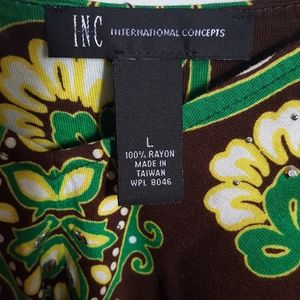 INC INTERNATIONAL CONCEPTS
L
100% RAYON
MADE IN
TAIWAN
WPL 8046